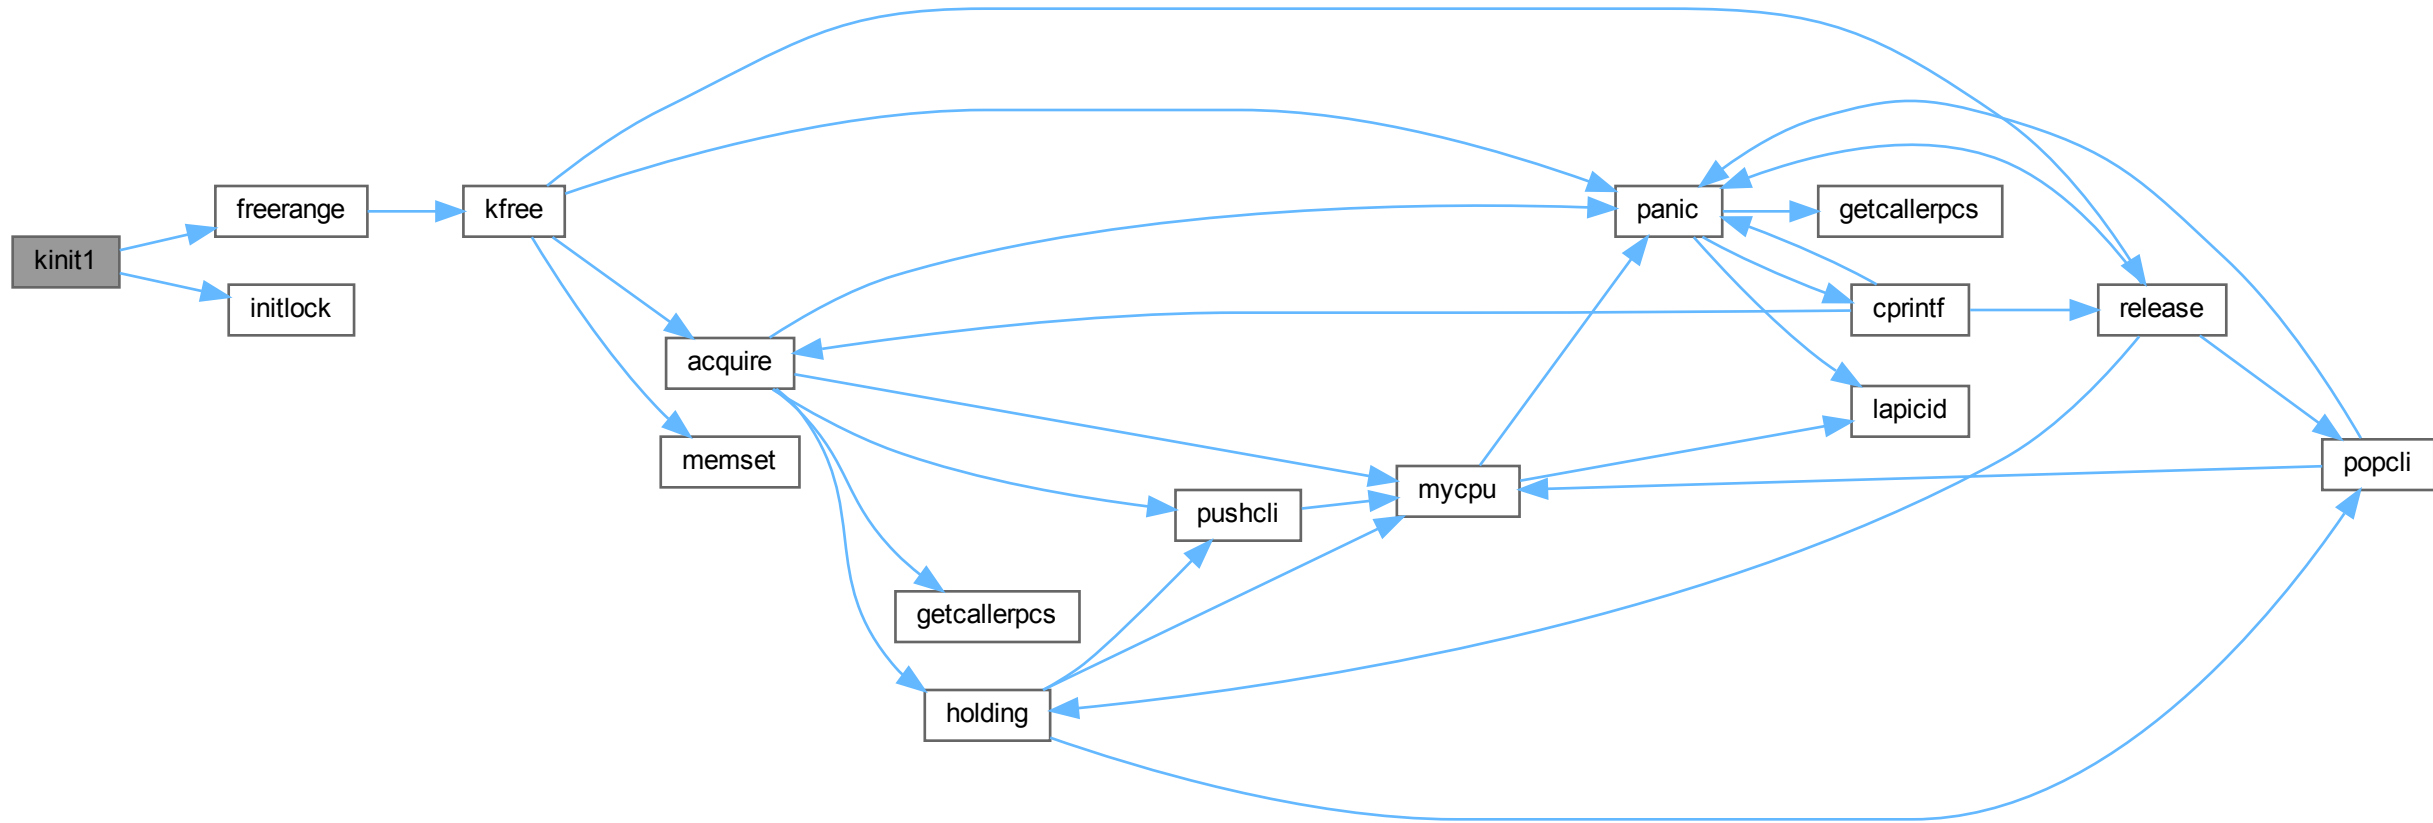 kinit1
freerange
initlock
kfree
acquire
memset
pushcli
getcallerpcs
holding
mycpu
panic
getcallerpcs
cprintf
lapicid
release
popcli